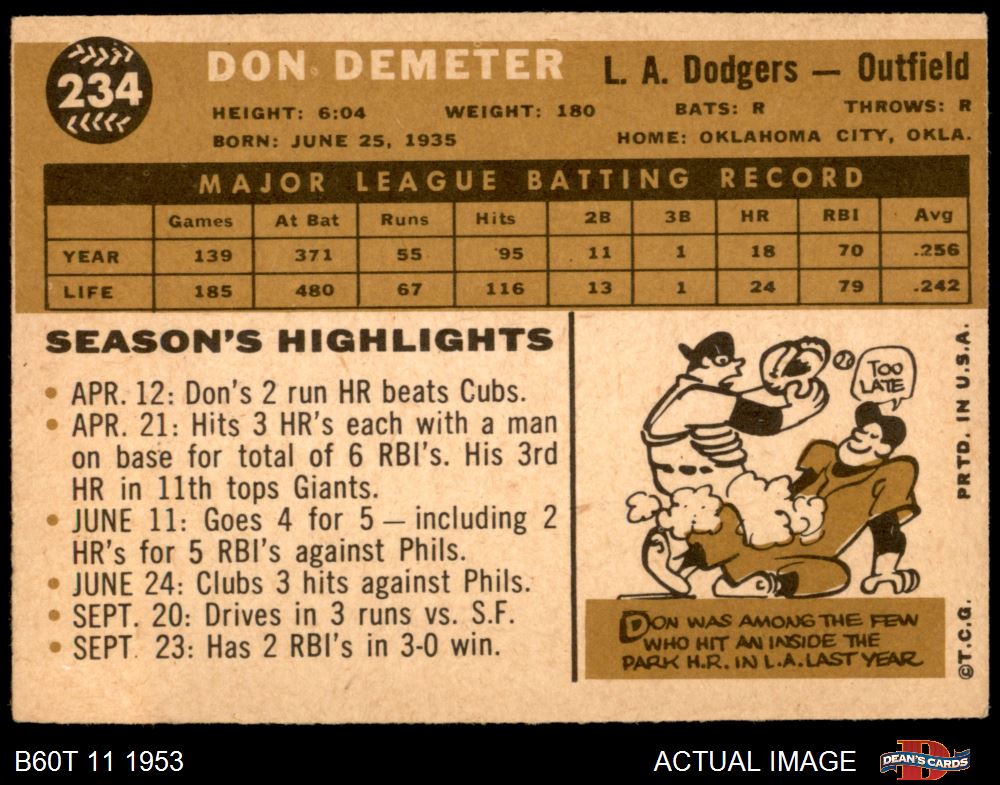 234
DON DEMETER
L. A. Dodgers — Outfield
HEIGHT: 6:04 WEIGHT: 180 BATS: R THROWS: R
BORN: JUNE 25, 1935 HOME: OKLAHOMA CITY, OKLA.
MAJOR LEAGUE BATTING RECORD
Games At Bat Runs Hits 2B 3B HR RBI Avg
YEAR 139 371 55 95 11 1 18 70 .256
LIFE 185 480 67 116 13 1 24 79 .242
SEASON'S HIGHLIGHTS
• APR. 12: Don's 2 run HR beats Cubs.
• APR. 21: Hits 3 HR's each with a man
on base for total of 6 RBI's. His 3rd
HR in 11th tops Giants.
• JUNE 11: Goes 4 for 5 — including 2
HR's for 5 RBI's against Phils.
• JUNE 24: Clubs 3 hits against Phils.
• SEPT. 20: Drives in 3 runs vs. S.F.
• SEPT. 23: Has 2 RBI's in 3-0 win.
TOO
LATE
DON WAS AMONG THE FEW
WHO HIT AN INSIDE THE
PARK H.R. IN L.A. LAST YEAR
PRTD. IN U.S.A.
©T.C.G.
B60T 11 1953
ACTUAL IMAGE
D
DEAN'S CARDS